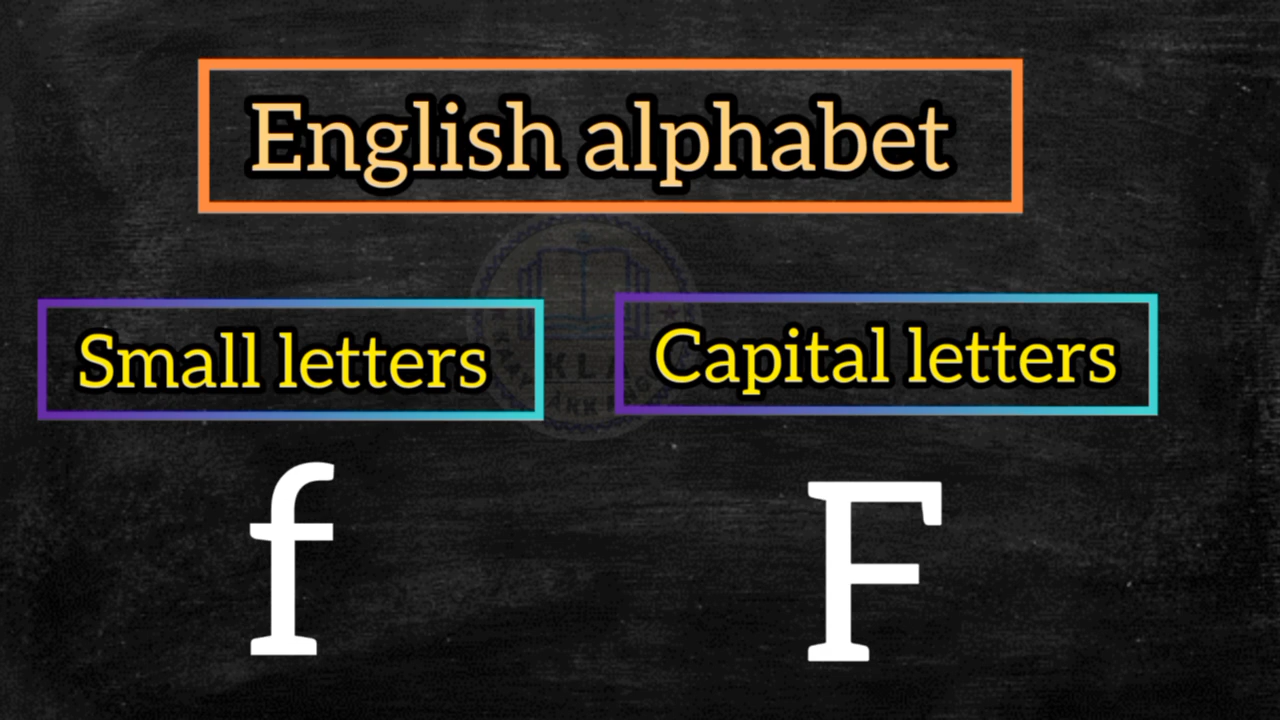 English alphabet
Small letters
Capital letters
f
F